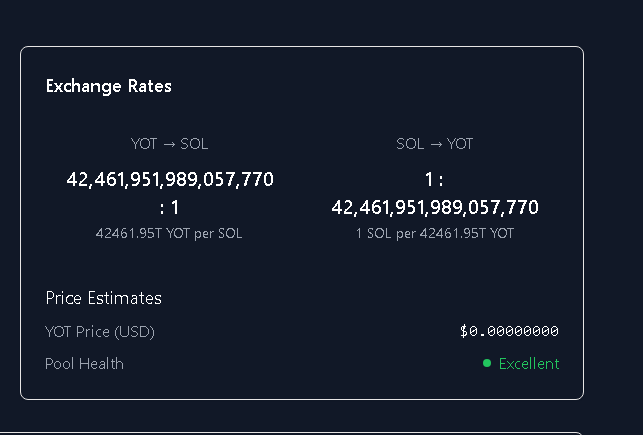 Exchange Rates
YOT → SOL
42,461,951,989,057,770
: 1
42461.95T YOT per SOL
SOL → YOT
1 :
42,461,951,989,057,770
1 SOL per 42461.95T YOT
Price Estimates
YOT Price (USD) $0.00000000
Pool Health Excellent